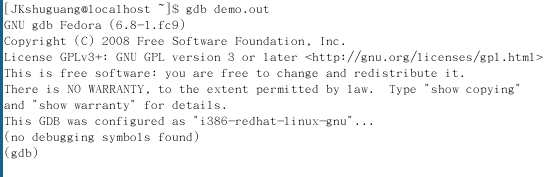 [JKshuguang@localhost ~]$ gdb demo.out
GNU gdb Fedora (6.8-1.fc9)
Copyright (C) 2008 Free Software Foundation, Inc.
License GPLv3+: GNU GPL version 3 or later <http://gnu.org/licenses/gpl.html>
This is free software: you are free to change and redistribute it.
There is NO WARRANTY, to the extent permitted by law.  Type "show copying"
and "show warranty" for details.
This GDB was configured as "i386-redhat-linux-gnu"...
(no debugging symbols found)
(gdb)